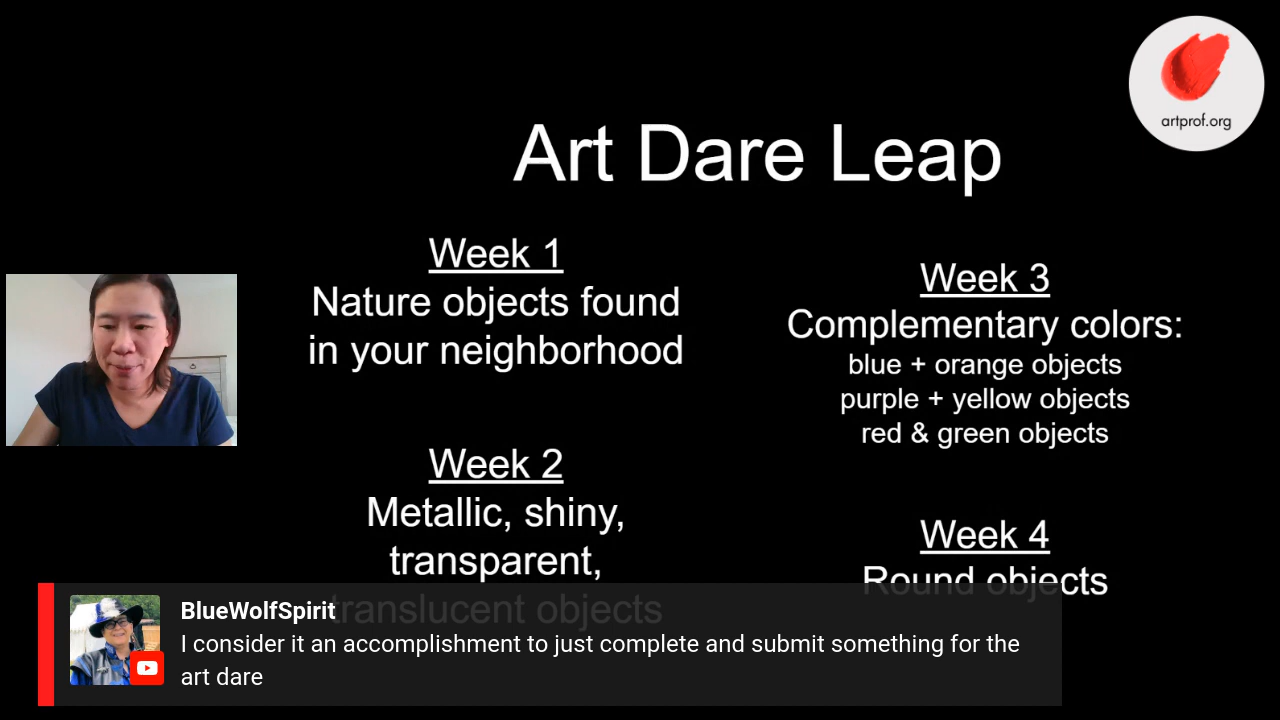 artprof.org
Art Dare Leap
Week 1
Nature objects found
in your neighborhood
Week 2
Metallic, shiny,
transparent,
translucent objects
Week 3
Complementary colors:
blue + orange objects
purple + yellow objects
red & green objects
Week 4
Round objects
BlueWolfSpirit
I consider it an accomplishment to just complete and submit something for the
art dare